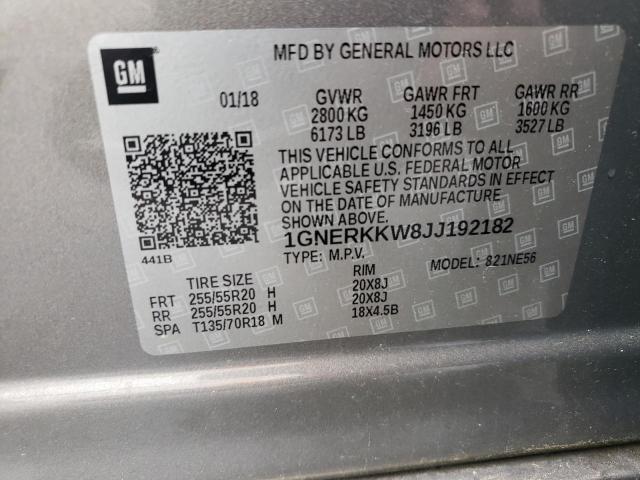 GM
MFD BY GENERAL MOTORS LLC
01/18 GVWR GAWR FRT GAWR RR
2800 KG 1450 KG 1600 KG
6173 LB 3196 LB 3527 LB
THIS VEHICLE CONFORMS TO ALL
APPLICABLE U.S. FEDERAL MOTOR
VEHICLE SAFETY STANDARDS IN EFFECT
ON THE DATE OF MANUFACTURE
SHOWN ABOVE.
1GNERKKW8JJ192182
441B
TYPE: M.P.V. MODEL: 821NE56
TIRE SIZE RIM
FRT 255/55R20 H 20X8J
RR 255/55R20 H 20X8J
SPA T135/70R18 M 18X4.5B